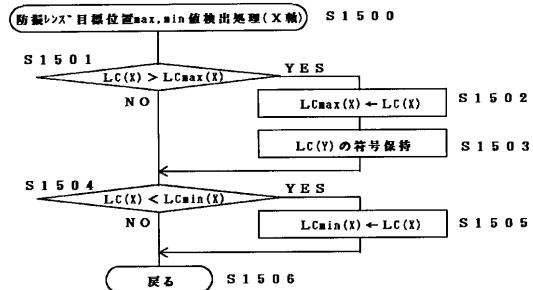 防振ﾚﾝｽﾞ目標位置max,min値検出処理(X軸) S1500
S1501
LC(X)>LCmax(X) YES
NO
LCmax(X)←LC(X) S1502
LC(Y)の符号保持 S1503
S1504
LC(X)<LCmin(X) YES
NO
LCmin(X)←LC(X) S1505
戻る S1506